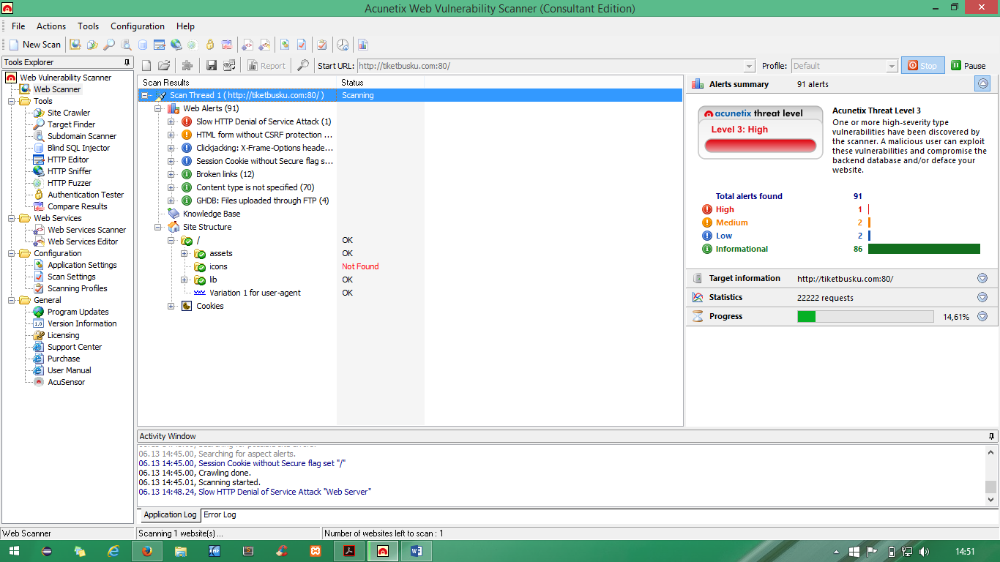 Acunetix Web Vulnerability Scanner (Consultant Edition)
File Actions Tools Configuration Help
New Scan
Tools Explorer
Web Vulnerability Scanner
Web Scanner
Tools
Site Crawler
Target Finder
Subdomain Scanner
Blind SQL Injector
HTTP Editor
HTTP Sniffer
HTTP Fuzzer
Authentication Tester
Compare Results
Web Services
Web Services Scanner
Web Services Editor
Configuration
Application Settings
Scan Settings
Scanning Profiles
General
Program Updates
Version Information
Licensing
Support Center
Purchase
User Manual
AcuSensor
Report Start URL: http://tiketbusku.com:80/ Profile: Default Stop Pause
Scan Results Status
Scan Thread 1 ( http://tiketbusku.com:80/ ) Scanning
Web Alerts (91)
Slow HTTP Denial of Service Attack (1)
HTML form without CSRF protection ...
Clickjacking: X-Frame-Options heade...
Session Cookie without Secure flag s...
Broken links (12)
Content type is not specified (70)
GHDB: Files uploaded through FTP (4)
Knowledge Base
Site Structure
/ OK
assets OK
icons Not Found
lib OK
Variation 1 for user-agent OK
Cookies
Alerts summary 91 alerts
acunetix threat level
Level 3: High
Acunetix Threat Level 3
One or more high-severity type
vulnerabilities have been discovered by
the scanner. A malicious user can exploit
these vulnerabilities and compromise the
backend database and/or deface your
website.
Total alerts found 91
High 1
Medium 2
Low 2
Informational 86
Target information http://tiketbusku.com:80/
Statistics 22222 requests
Progress 14,61%
Activity Window
06.13 14:45.00, Searching for aspect alerts.
06.13 14:45.00, Session Cookie without Secure flag set "/"
06.13 14:45.00, Crawling done.
06.13 14:45.01, Scanning started.
06.13 14:48.24, Slow HTTP Denial of Service Attack "Web Server"
Application Log Error Log
Web Scanner Scanning 1 website(s) ... Number of websites left to scan : 1
14:51